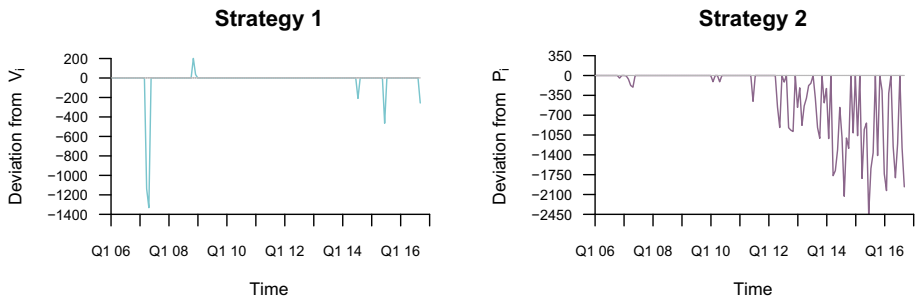 Strategy 1
Deviation from Vi
200
0
−200
−400
−600
−800
−1000
−1200
−1400
Q1 06 Q1 08 Q1 10 Q1 12 Q1 14 Q1 16
Time
Strategy 2
Deviation from Pi
350
0
−350
−700
−1050
−1400
−1750
−2100
−2450
Q1 06 Q1 08 Q1 10 Q1 12 Q1 14 Q1 16
Time